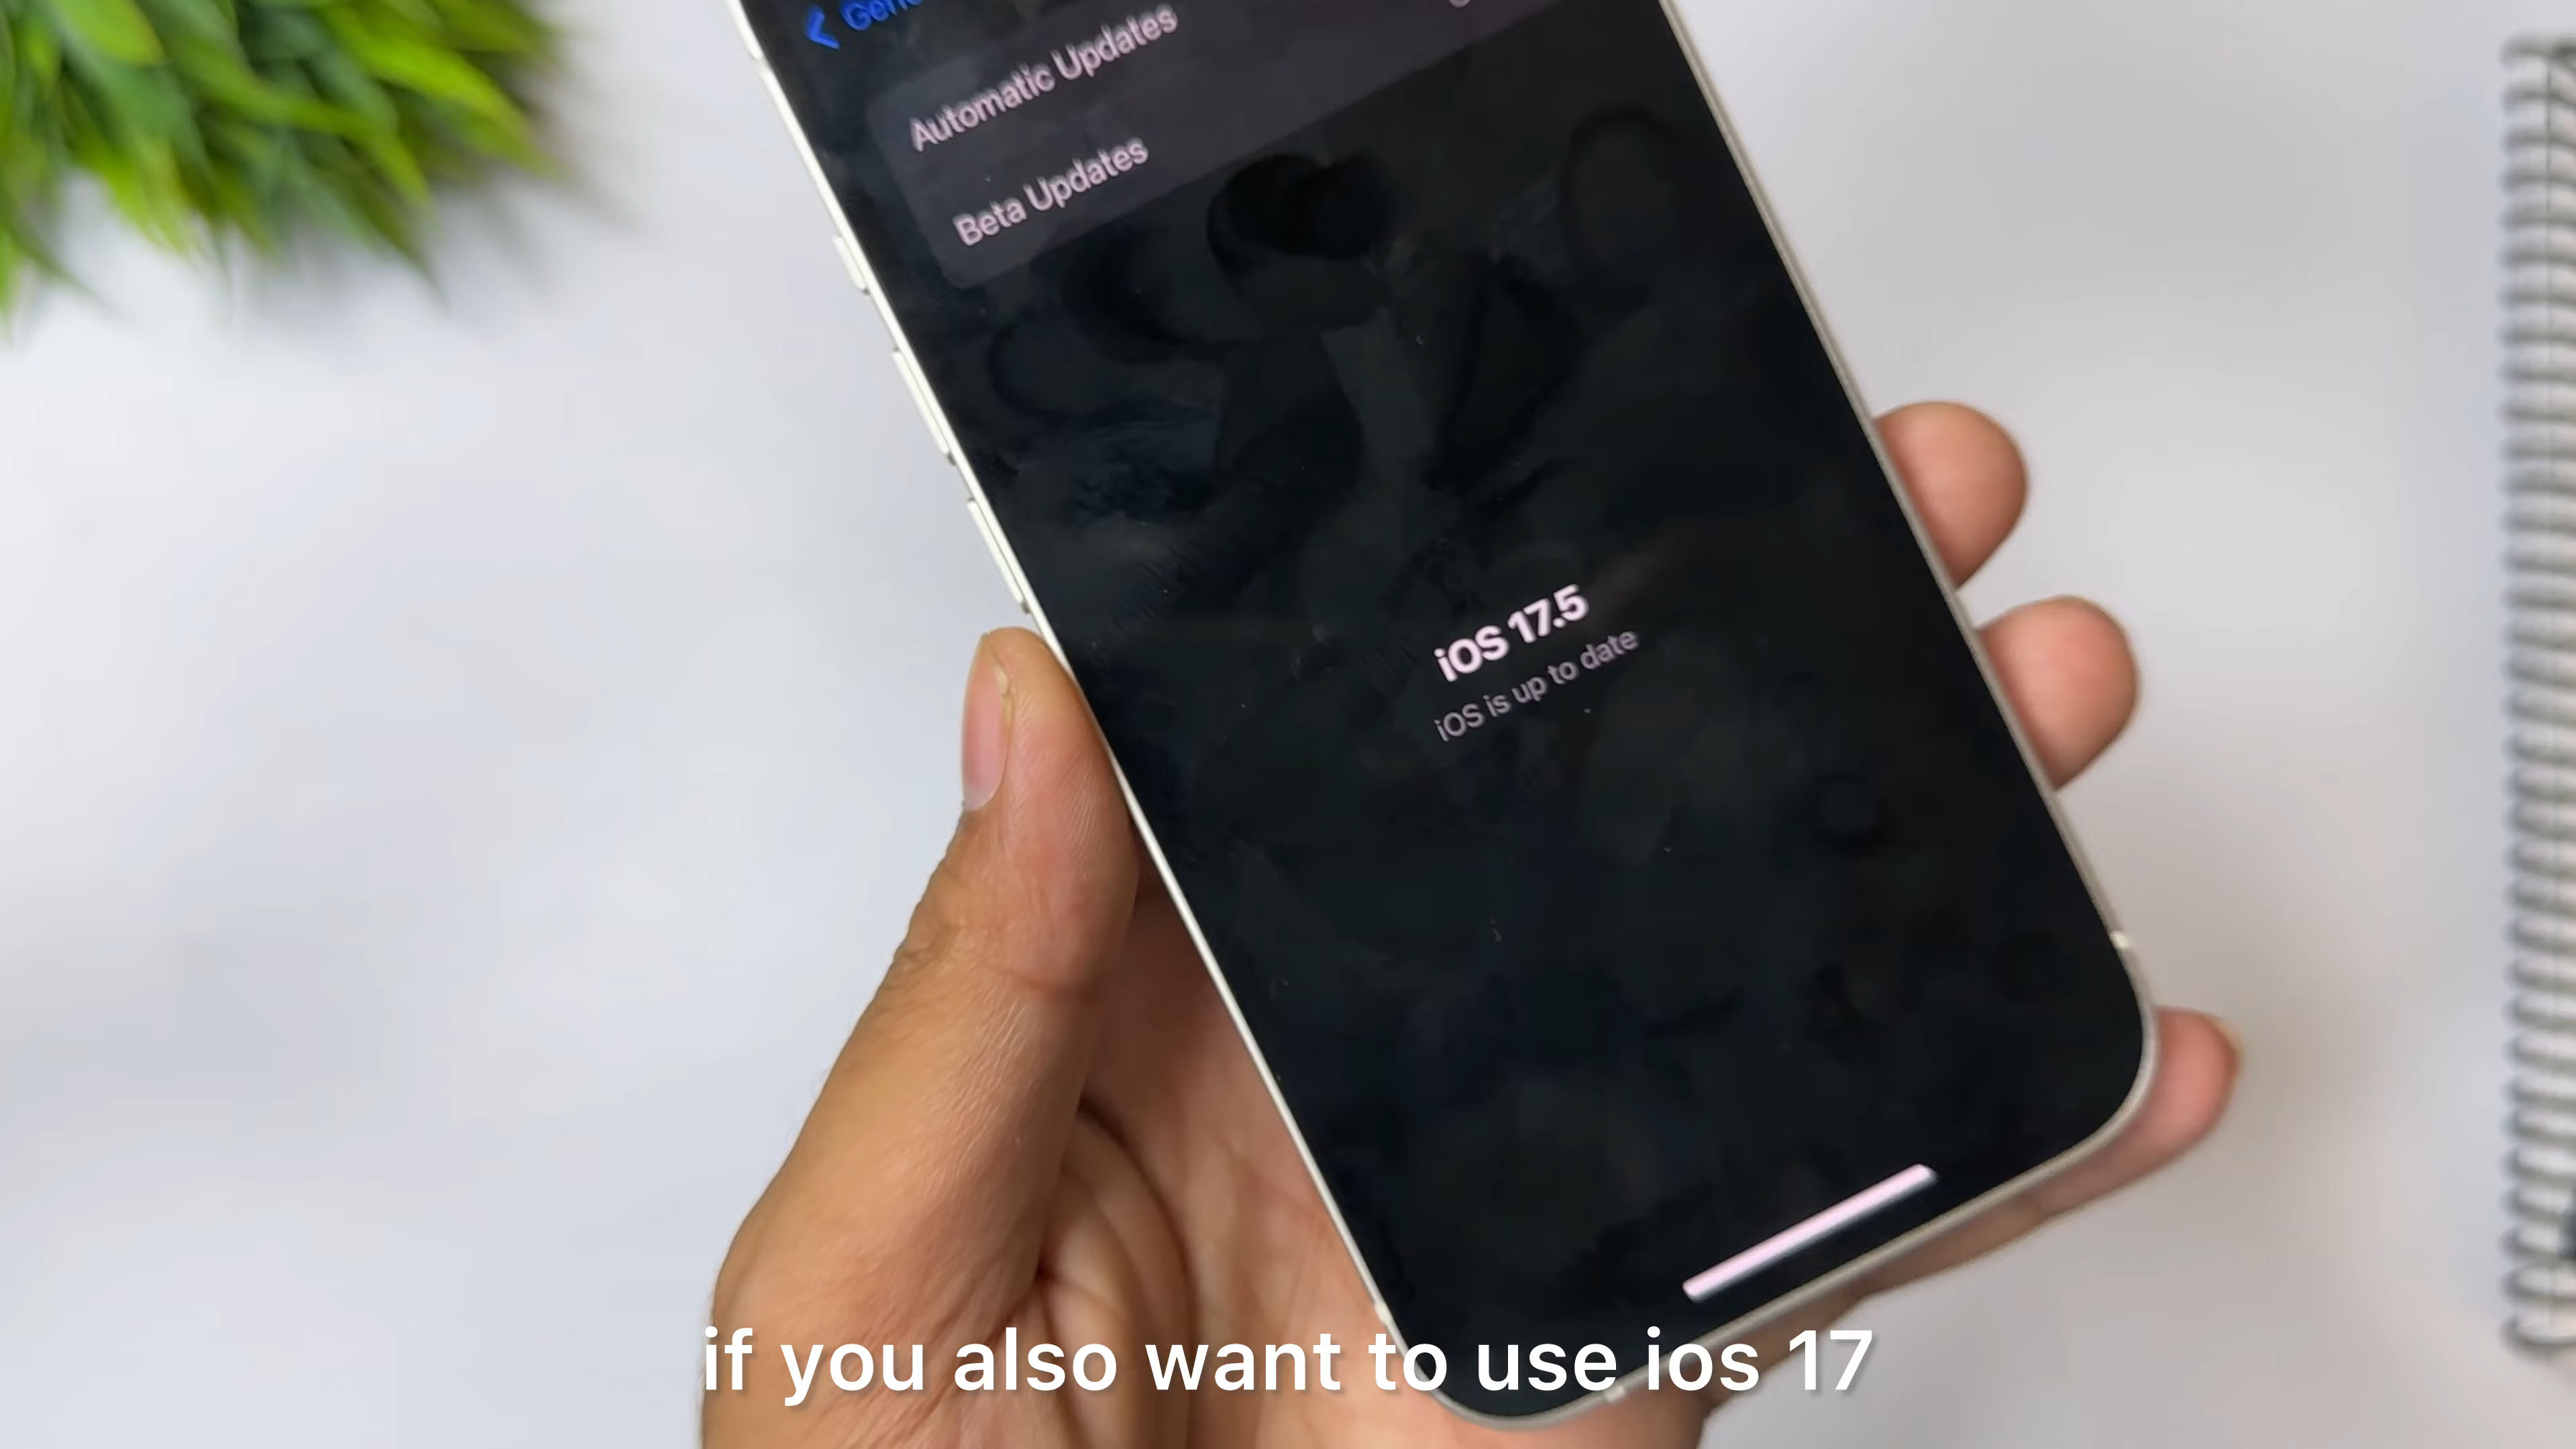 Automatic Updates
Beta Updates
iOS 17.5
iOS is up to date
if you also want to use ios 17